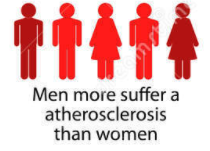 Men more suffer a
atherosclerosis
than women